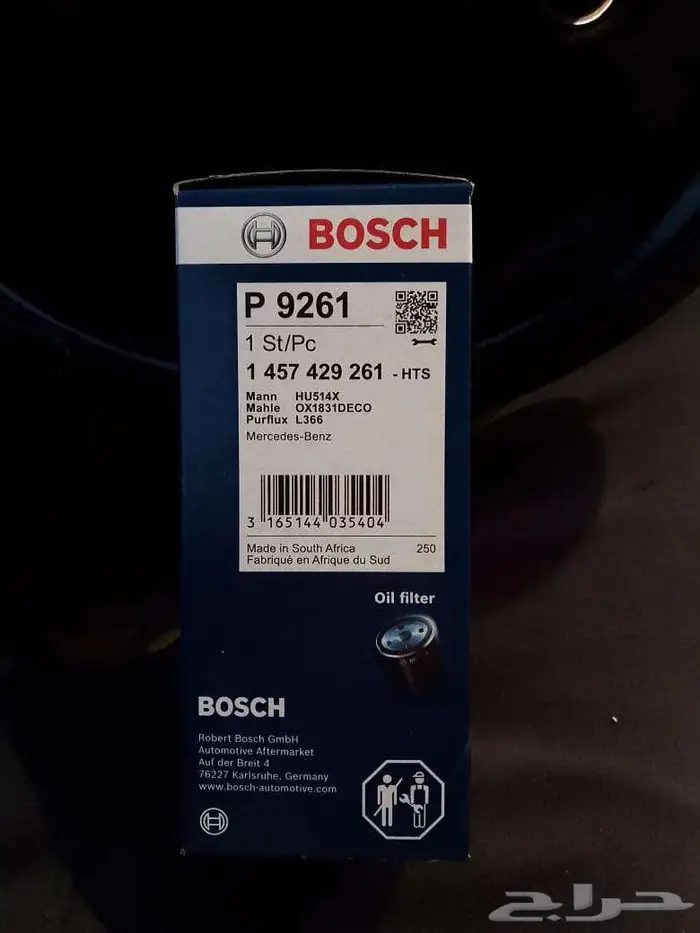 BOSCH
P 9261
1 St/Pc
1 457 429 261 - HTS
Mann HU514X
Mahle OX1831DECO
Purflux L366
Mercedes-Benz
3 165144 035404
Made in South Africa 250
Fabriqué en Afrique du Sud
Oil filter
BOSCH
Robert Bosch GmbH
Automotive Aftermarket
Auf der Breit 4
76227 Karlsruhe, Germany
www.bosch-automotive.com
حراج